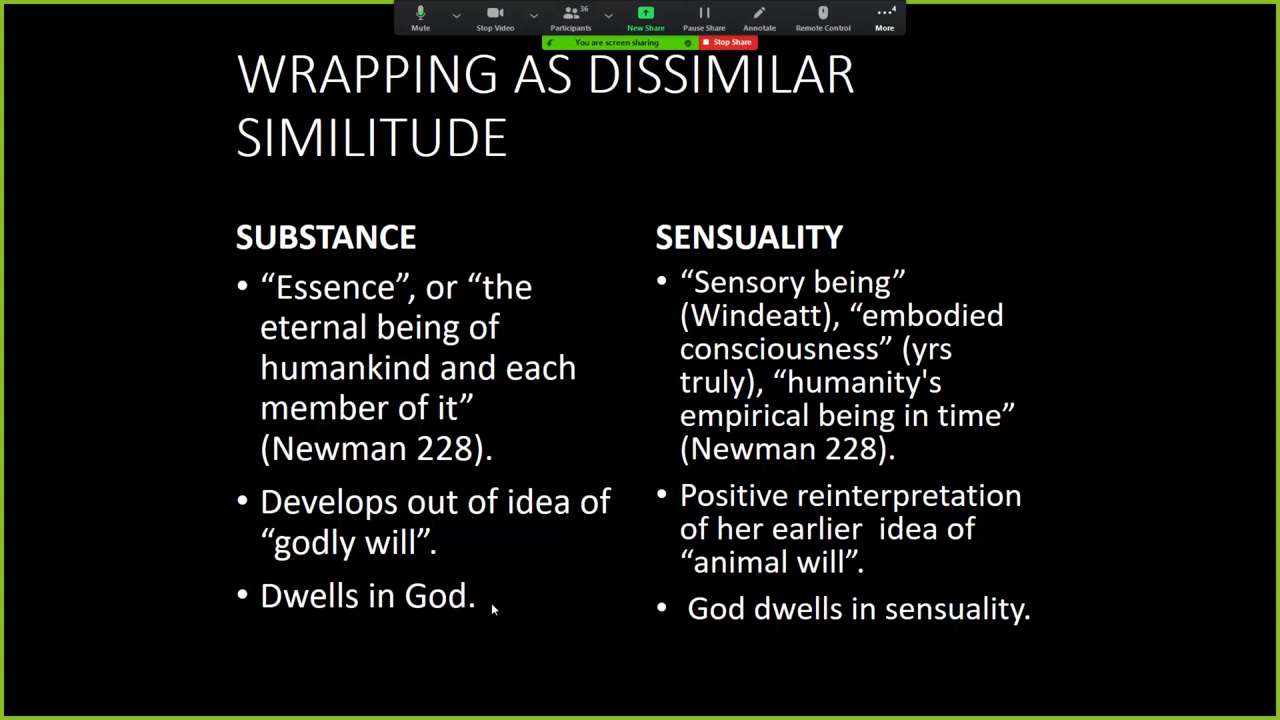 36
4
Mute
Stop Video
Participants
New Share
Pause Share
Annotate
Remote Control
More
You are screen sharing
Stop Share
WRAPPING AS DISSIMILAR
SIMILITUDE
SUBSTANCE
• “Essence”, or “the
eternal being of
humankind and each
member of it”
(Newman 228).
• Develops out of idea of
“godly will”.
• Dwells in God.
SENSUALITY
• “Sensory being”
(Windeatt), “embodied
consciousness” (yrs
truly), “humanity's
empirical being in time”
(Newman 228).
• Positive reinterpretation
of her earlier  idea of
“animal will”.
• God dwells in sensuality.